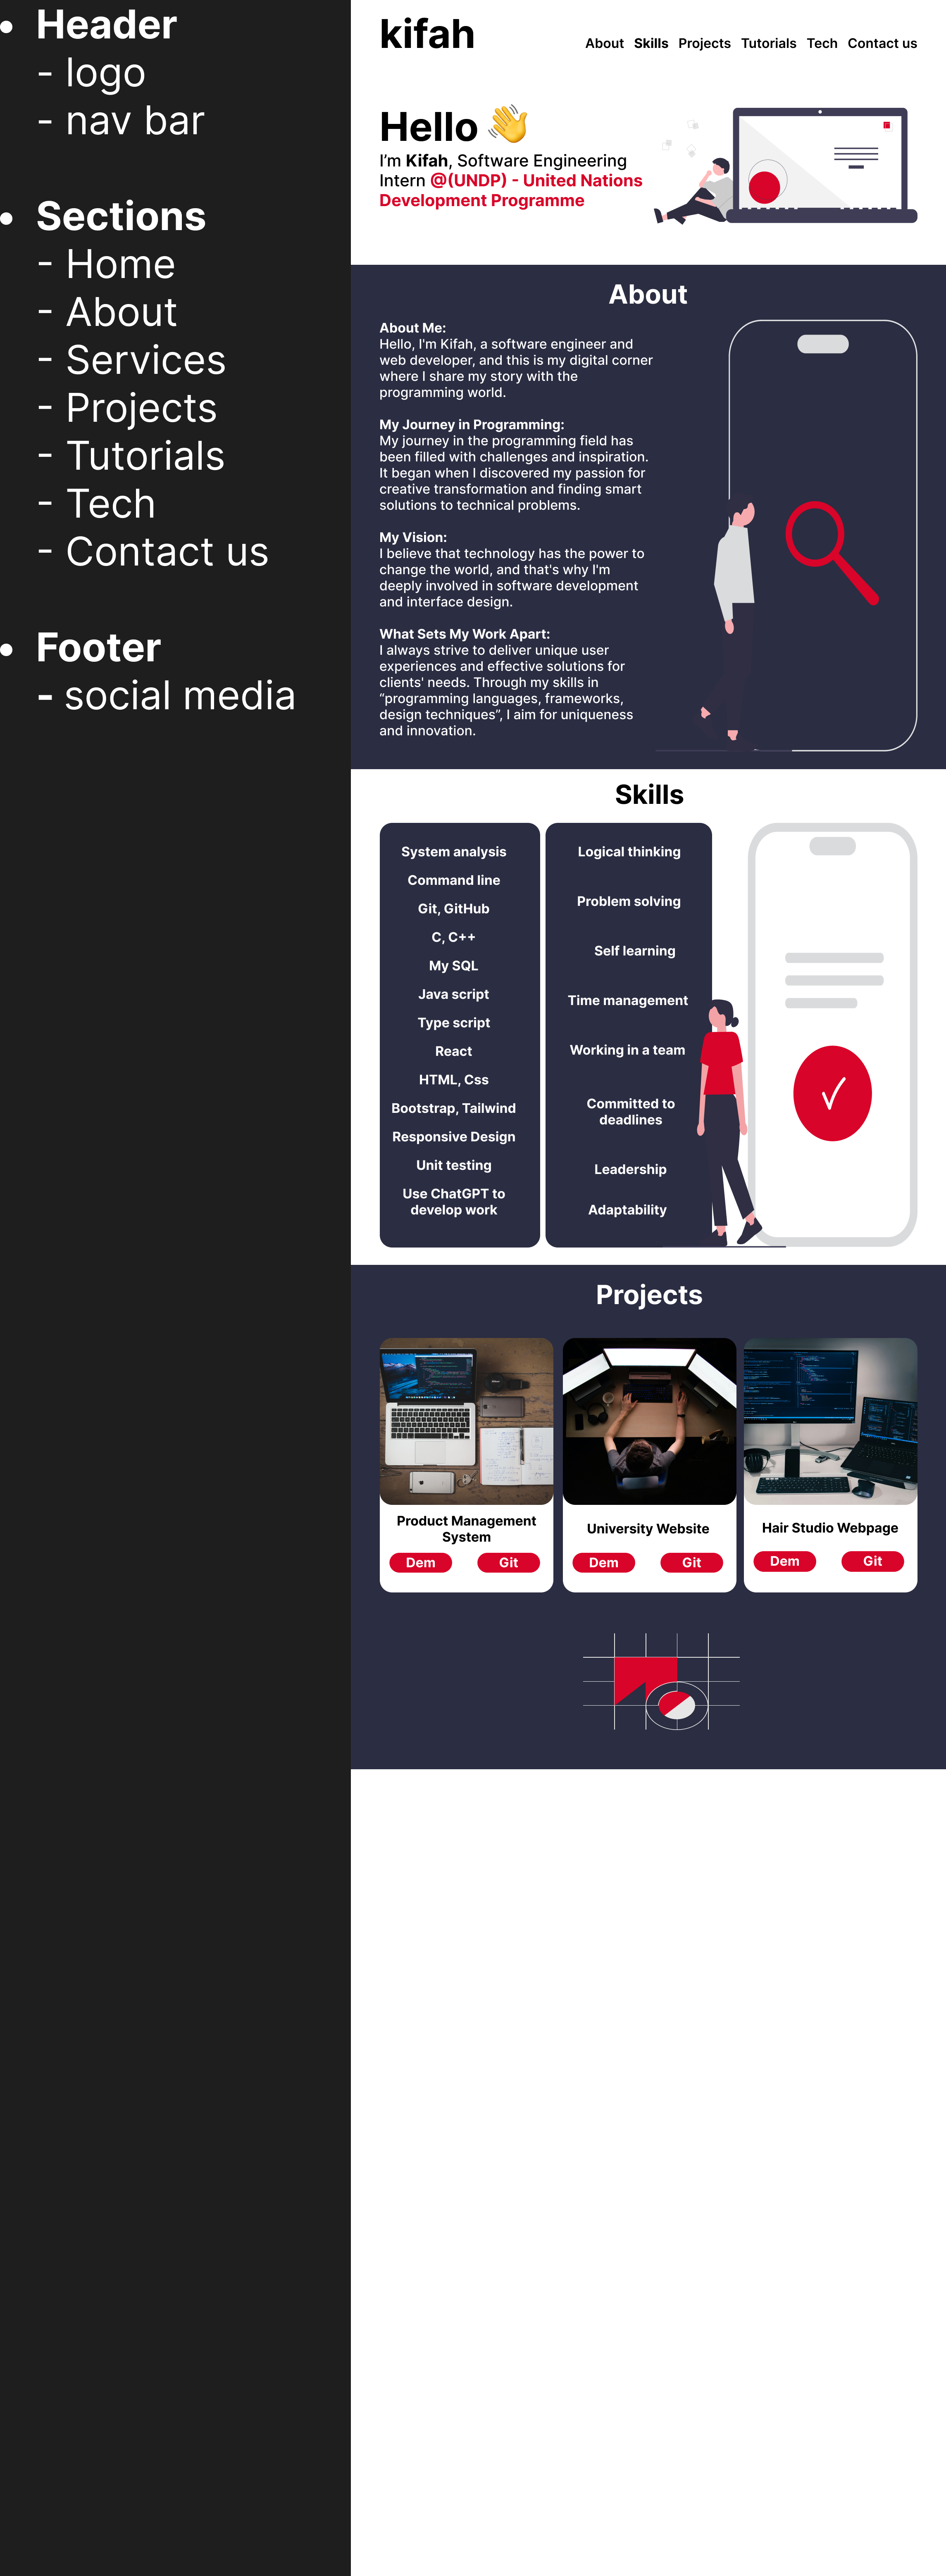 • Header
- logo
- nav bar
• Sections
- Home
- About
- Services
- Projects
- Tutorials
- Tech
- Contact us
• Footer
- social media
kifah
About Skills Projects Tutorials Tech Contact us
Hello 👋
I’m Kifah, Software Engineering
Intern @(UNDP) - United Nations
Development Programme
About
About Me:
Hello, I'm Kifah, a software engineer and
web developer, and this is my digital corner
where I share my story with the
programming world.
My Journey in Programming:
My journey in the programming field has
been filled with challenges and inspiration.
It began when I discovered my passion for
creative transformation and finding smart
solutions to technical problems.
My Vision:
I believe that technology has the power to
change the world, and that's why I'm
deeply involved in software development
and interface design.
What Sets My Work Apart:
I always strive to deliver unique user
experiences and effective solutions for
clients' needs. Through my skills in
“programming languages, frameworks,
design techniques”, I aim for uniqueness
and innovation.
Skills
System analysis
Command line
Git, GitHub
C, C++
My SQL
Java script
Type script
React
HTML, Css
Bootstrap, Tailwind
Responsive Design
Unit testing
Use ChatGPT to
develop work
Logical thinking
Problem solving
Self learning
Time management
Working in a team
Committed to
deadlines
Leadership
Adaptability
Projects
Product Management
System
Dem Git
University Website
Dem Git
Hair Studio Webpage
Dem Git